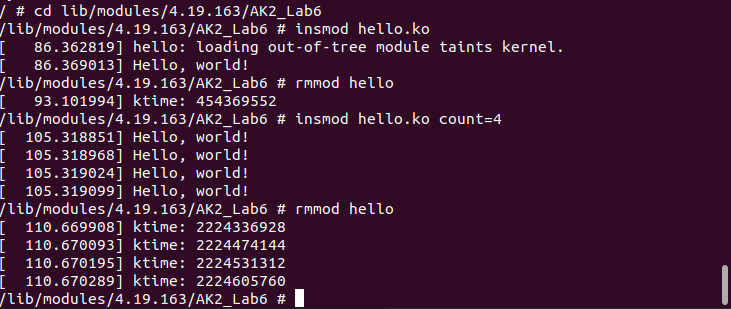 / # cd lib/modules/4.19.163/AK2_Lab6
/lib/modules/4.19.163/AK2_Lab6 # insmod hello.ko
[   86.362819] hello: loading out-of-tree module taints kernel.
[   86.369013] Hello, world!
/lib/modules/4.19.163/AK2_Lab6 # rmmod hello
[   93.101994] ktime: 454369552
/lib/modules/4.19.163/AK2_Lab6 # insmod hello.ko count=4
[  105.318851] Hello, world!
[  105.318968] Hello, world!
[  105.319024] Hello, world!
[  105.319099] Hello, world!
/lib/modules/4.19.163/AK2_Lab6 # rmmod hello
[  110.669908] ktime: 2224336928
[  110.670093] ktime: 2224474144
[  110.670195] ktime: 2224531312
[  110.670289] ktime: 2224605760
/lib/modules/4.19.163/AK2_Lab6 #